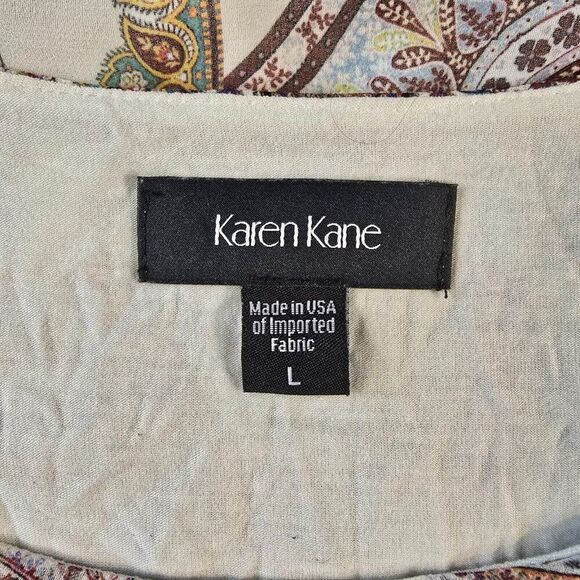 Karen Kane
Made in USA
of Imported
Fabric
L